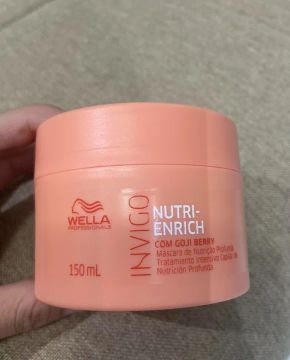 WELLA
PROFESSIONALS
150 mL
INVIGO
NUTRI-
ENRICH
COM GOJI BERRY
Máscara de Nutrição Profunda
Tratamiento Intensivo Capilar de
Nutrición Profunda